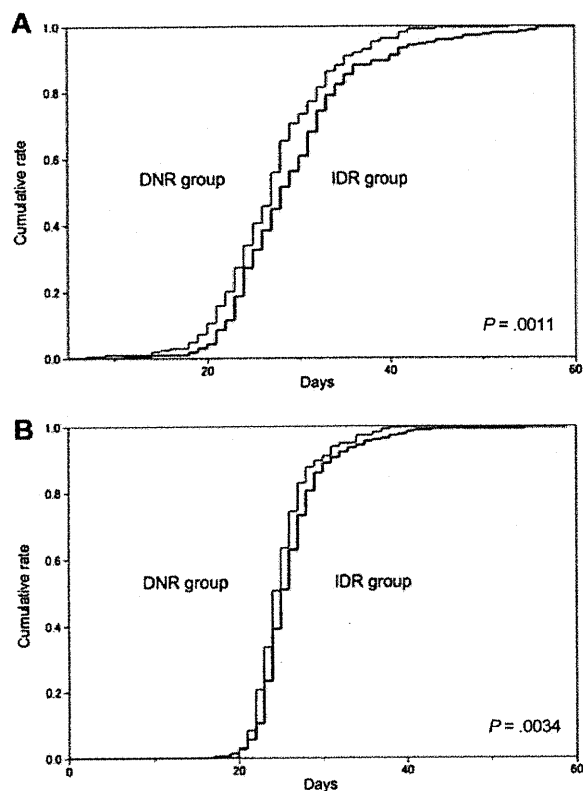 A
1.0
0.8
0.6
0.4
0.2
0.0
Cumulative rate
DNR group
IDR group
P = .0011
20
40
60
Days
B
1.0
0.8
0.6
0.4
0.2
0.0
Cumulative rate
DNR group
IDR group
P = .0034
0
20
40
60
Days